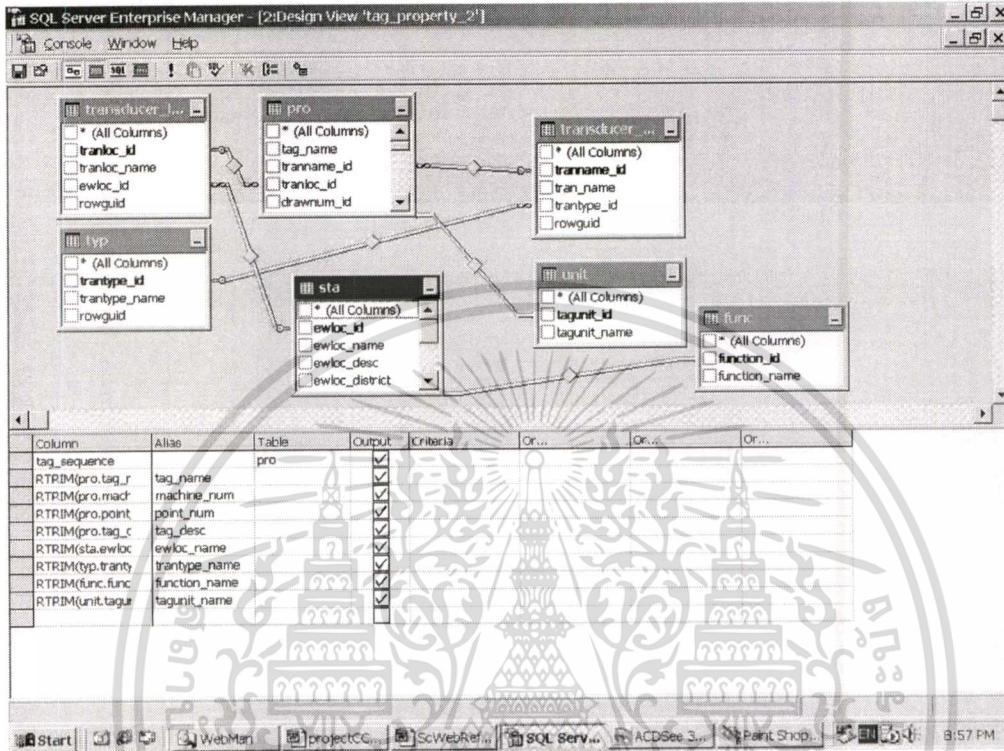 SQL Server Enterprise Manager - [2:Design View 'tag_property_2']
Console Window Help
SQL
transducer_l...
* (All Columns)
tranloc_id
tranloc_name
ewloc_id
rowguid
pro
* (All Columns)
tag_name
tranname_id
tranloc_id
drawnum_id
transducer_...
* (All Columns)
tranname_id
tran_name
trantype_id
rowguid
typ
* (All Columns)
trantype_id
trantype_name
rowguid
sta
* (All Columns)
ewloc_id
ewloc_name
ewloc_desc
ewloc_district
unit
* (All Columns)
tagunit_id
tagunit_name
func
* (All Columns)
function_id
function_name
Column Alias Table Output Criteria Or... Or... Or...
tag_sequence pro
RTRIM(pro.tag_r tag_name
RTRIM(pro.mach machine_num
RTRIM(pro.point_ point_num
RTRIM(pro.tag_c tag_desc
RTRIM(sta.ewloc ewloc_name
RTRIM(typ.tranty trantype_name
RTRIM(func.func function_name
RTRIM(unit.tagur tagunit_name
Start WebMan projectCC... ScWebRef... SQL Serv... ACDSee 3... Paint Shop... EN 8:57 PM